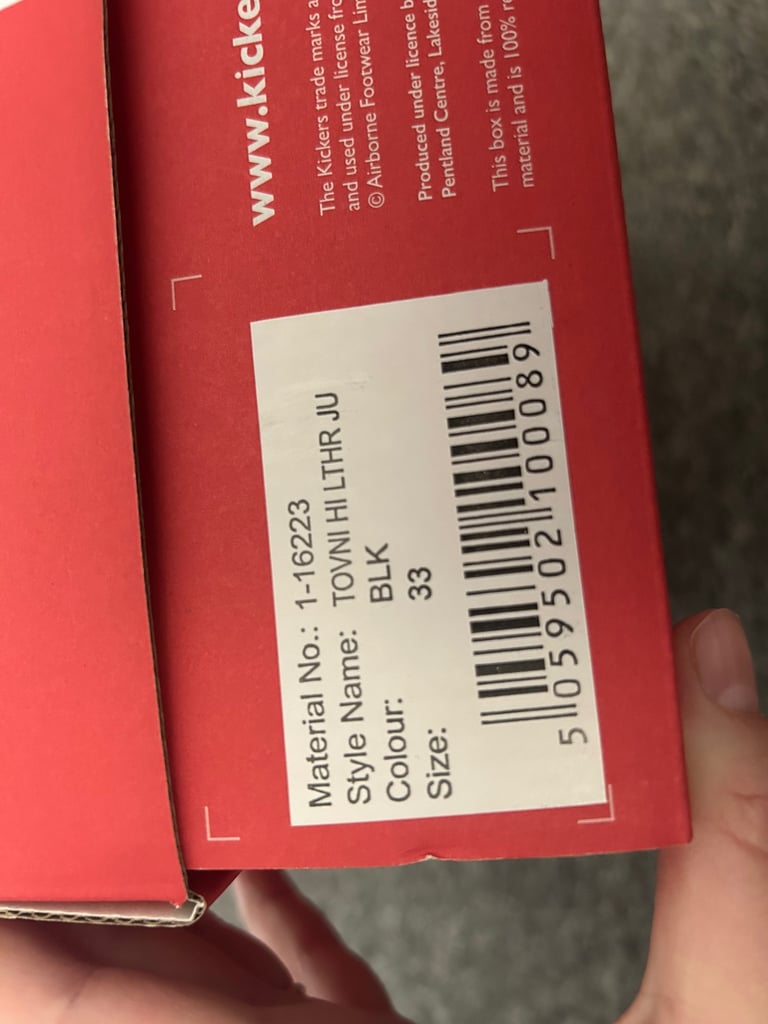 www.kicke
The Kickers trade marks a
and used under license fro
© Airborne Footwear Lim
Produced under licence b
Pentland Centre, Lakesid
This box is made from
material and is 100% r
Material No.: 1-16223
Style Name: TOVNI HI LTHR JU
Colour: BLK
Size: 33
5 059502 100089